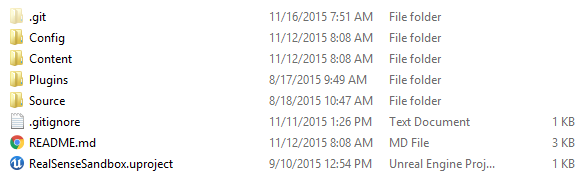 .git 11/16/2015 7:51 AM File folder
Config 11/12/2015 8:08 AM File folder
Content 11/12/2015 8:08 AM File folder
Plugins 8/17/2015 9:49 AM File folder
Source 8/18/2015 10:47 AM File folder
.gitignore 11/11/2015 1:26 PM Text Document 1 KB
README.md 11/12/2015 8:08 AM MD File 3 KB
RealSenseSandbox.uproject 9/10/2015 12:54 PM Unreal Engine Proj... 1 KB